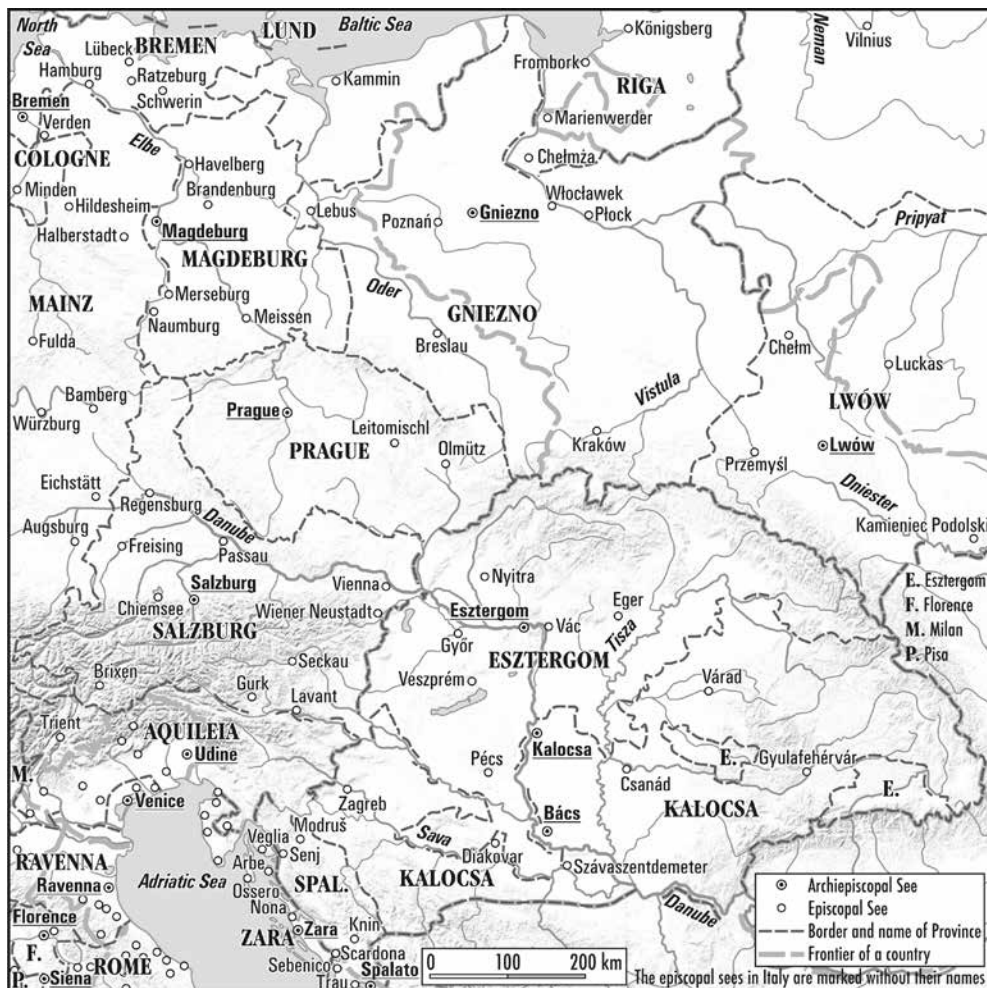 North
Sea
BREMEN
LUND
Baltic Sea
Königsberg
Neman
Vilnius
Lübeck
Hamburg
Ratzeburg
Schwerin
Kammin
Frombork
RIGA
Bremen
Verden
Marienwerder
COLOGNE
Elbe
Havelberg
Chełmża
Minden
Hildesheim
Brandenburg
Lebus
Poznań
Gniezno
Włocławek
Płock
Pripyat
Halberstadt
Magdeburg
MAGDEBURG
Oder
MAINZ
Merseburg
Naumburg
Meissen
GNIEZNO
Fulda
Breslau
Chełm
Luckas
Bamberg
Würzburg
Prague
Leitomischl
PRAGUE
Olmütz
Vistula
Kraków
LWÓW
Lwów
Przemyśl
Eichstätt
Regensburg
Dniester
Augsburg
Danube
Kamieniec Podolski
Freising
Passau
Vienna
Nyitra
E. Esztergom
F. Florence
M. Milan
P. Pisa
Salzburg
Chiemsee
SALZBURG
Wiener Neustadt
Esztergom
Eger
Vác
Győr
Tisza
ESZTERGOM
Seckau
Brixen
Gurk
Lavant
Veszprém
Várad
Trient
AQUILEIA
Udine
Kalocsa
E.
Gyulafehérvár
M.
Pécs
Csanád
E.
Venice
Zagreb
KALOCSA
Bács
Veglia
Modruš
Sava
Senj
Diakovar
Szávaszentdemeter
RAVENNA
Arbe
Ravenna
Adriatic Sea
Ossero
SPAL.
KALOCSA
Nona
Danube
Florence
Zara
Knin
ZARA
F.
Scardona
ROME
Sebenico
Spalato
P.
Siena
Trau
0 100 200 km
Archiepiscopal See
Episcopal See
Border and name of Province
Frontier of a country
The episcopal sees in Italy are marked without their names